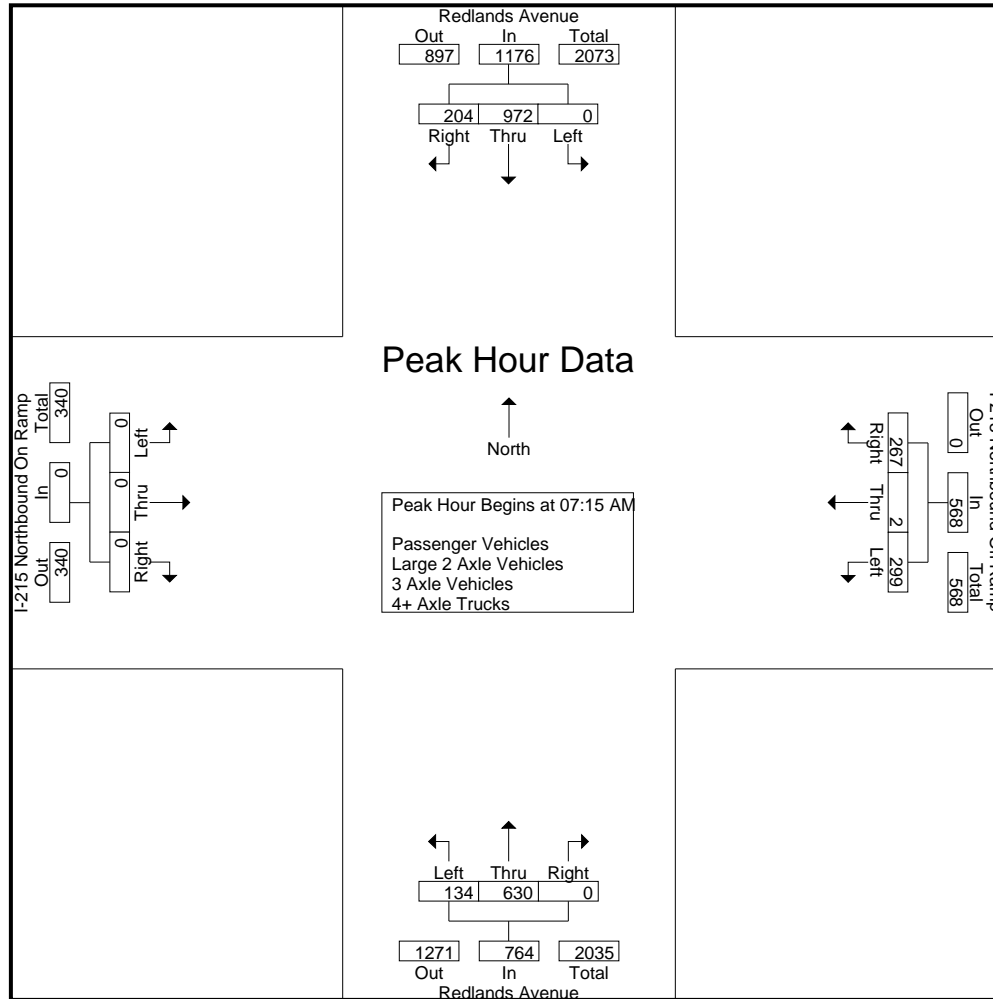 Redlands Avenue
Out In Total
897 1176 2073
204 972 0
Right Thru Left
Peak Hour Data
North
Peak Hour Begins at 07:15 AM
Passenger Vehicles
Large 2 Axle Vehicles
3 Axle Vehicles
4+ Axle Trucks
I-215 Northbound On Ramp
Total In Out
340 0 340
0 0 0
Left Thru Right
Right Thru Left
267 2 299
Out In Total
0 568 568
Left Thru Right
134 630 0
1271 764 2035
Out In Total
Redlands Avenue